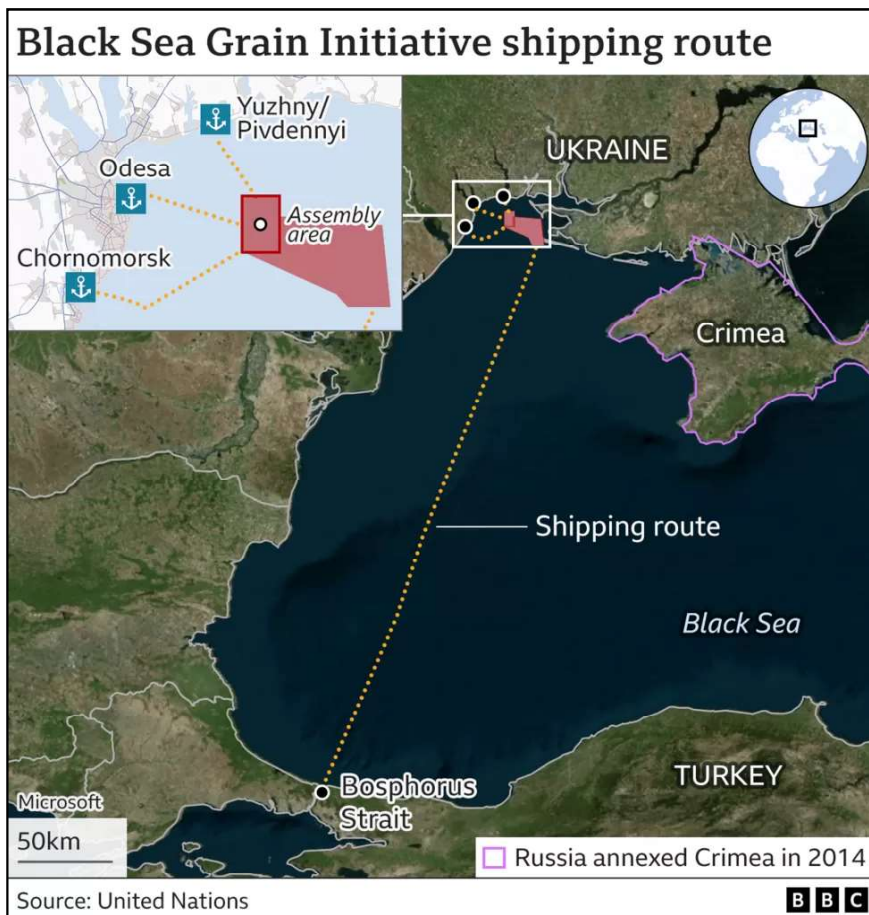 Black Sea Grain Initiative shipping route
Yuzhny/
Pivdennyi
Odesa
Assembly
area
Chornomorsk
UKRAINE
Crimea
Shipping route
Black Sea
Bosphorus
Strait
TURKEY
Microsoft
50km
Russia annexed Crimea in 2014
Source: United Nations
BBC